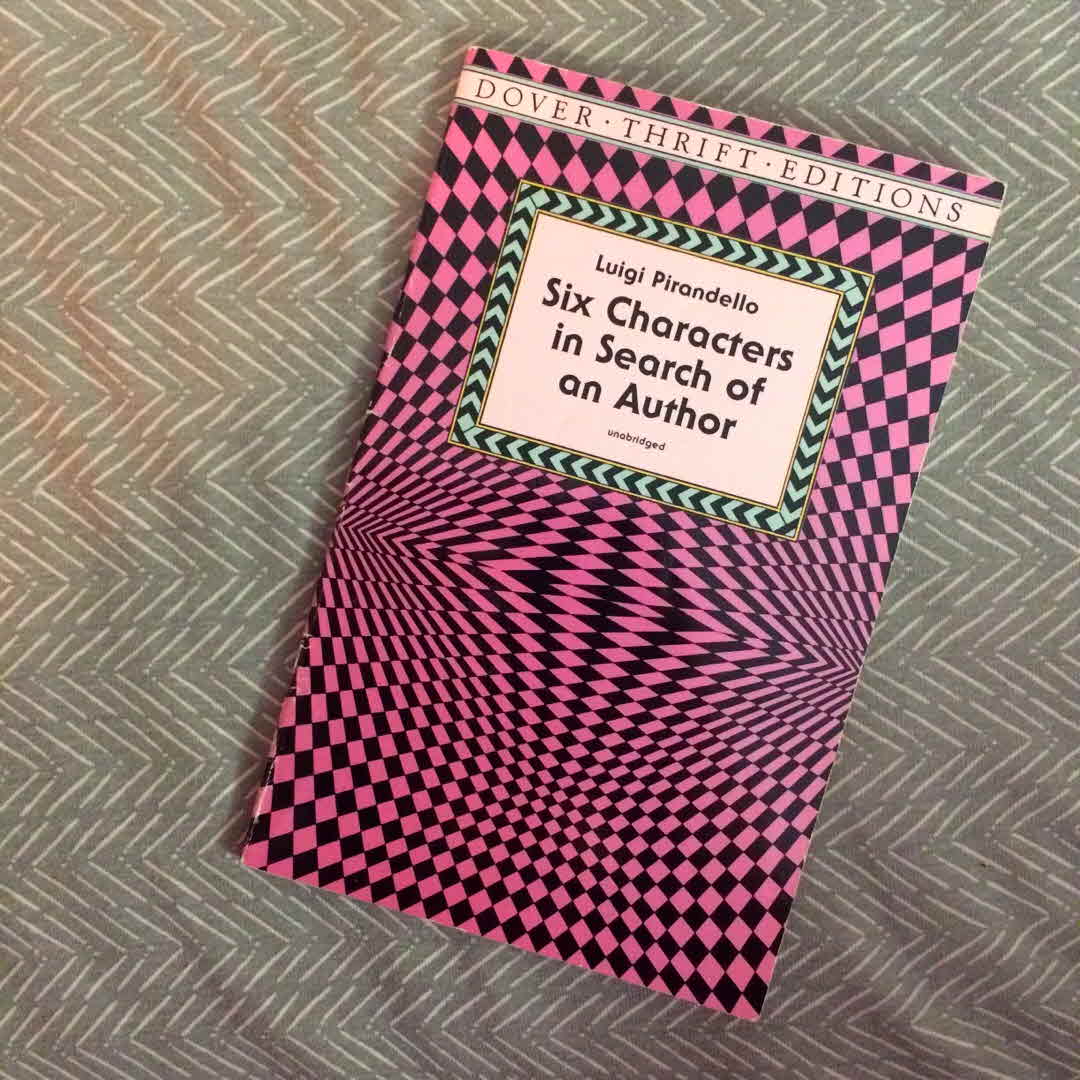 DOVER · THRIFT · EDITIONS
Luigi Pirandello
Six Characters
in Search of
an Author
unabridged